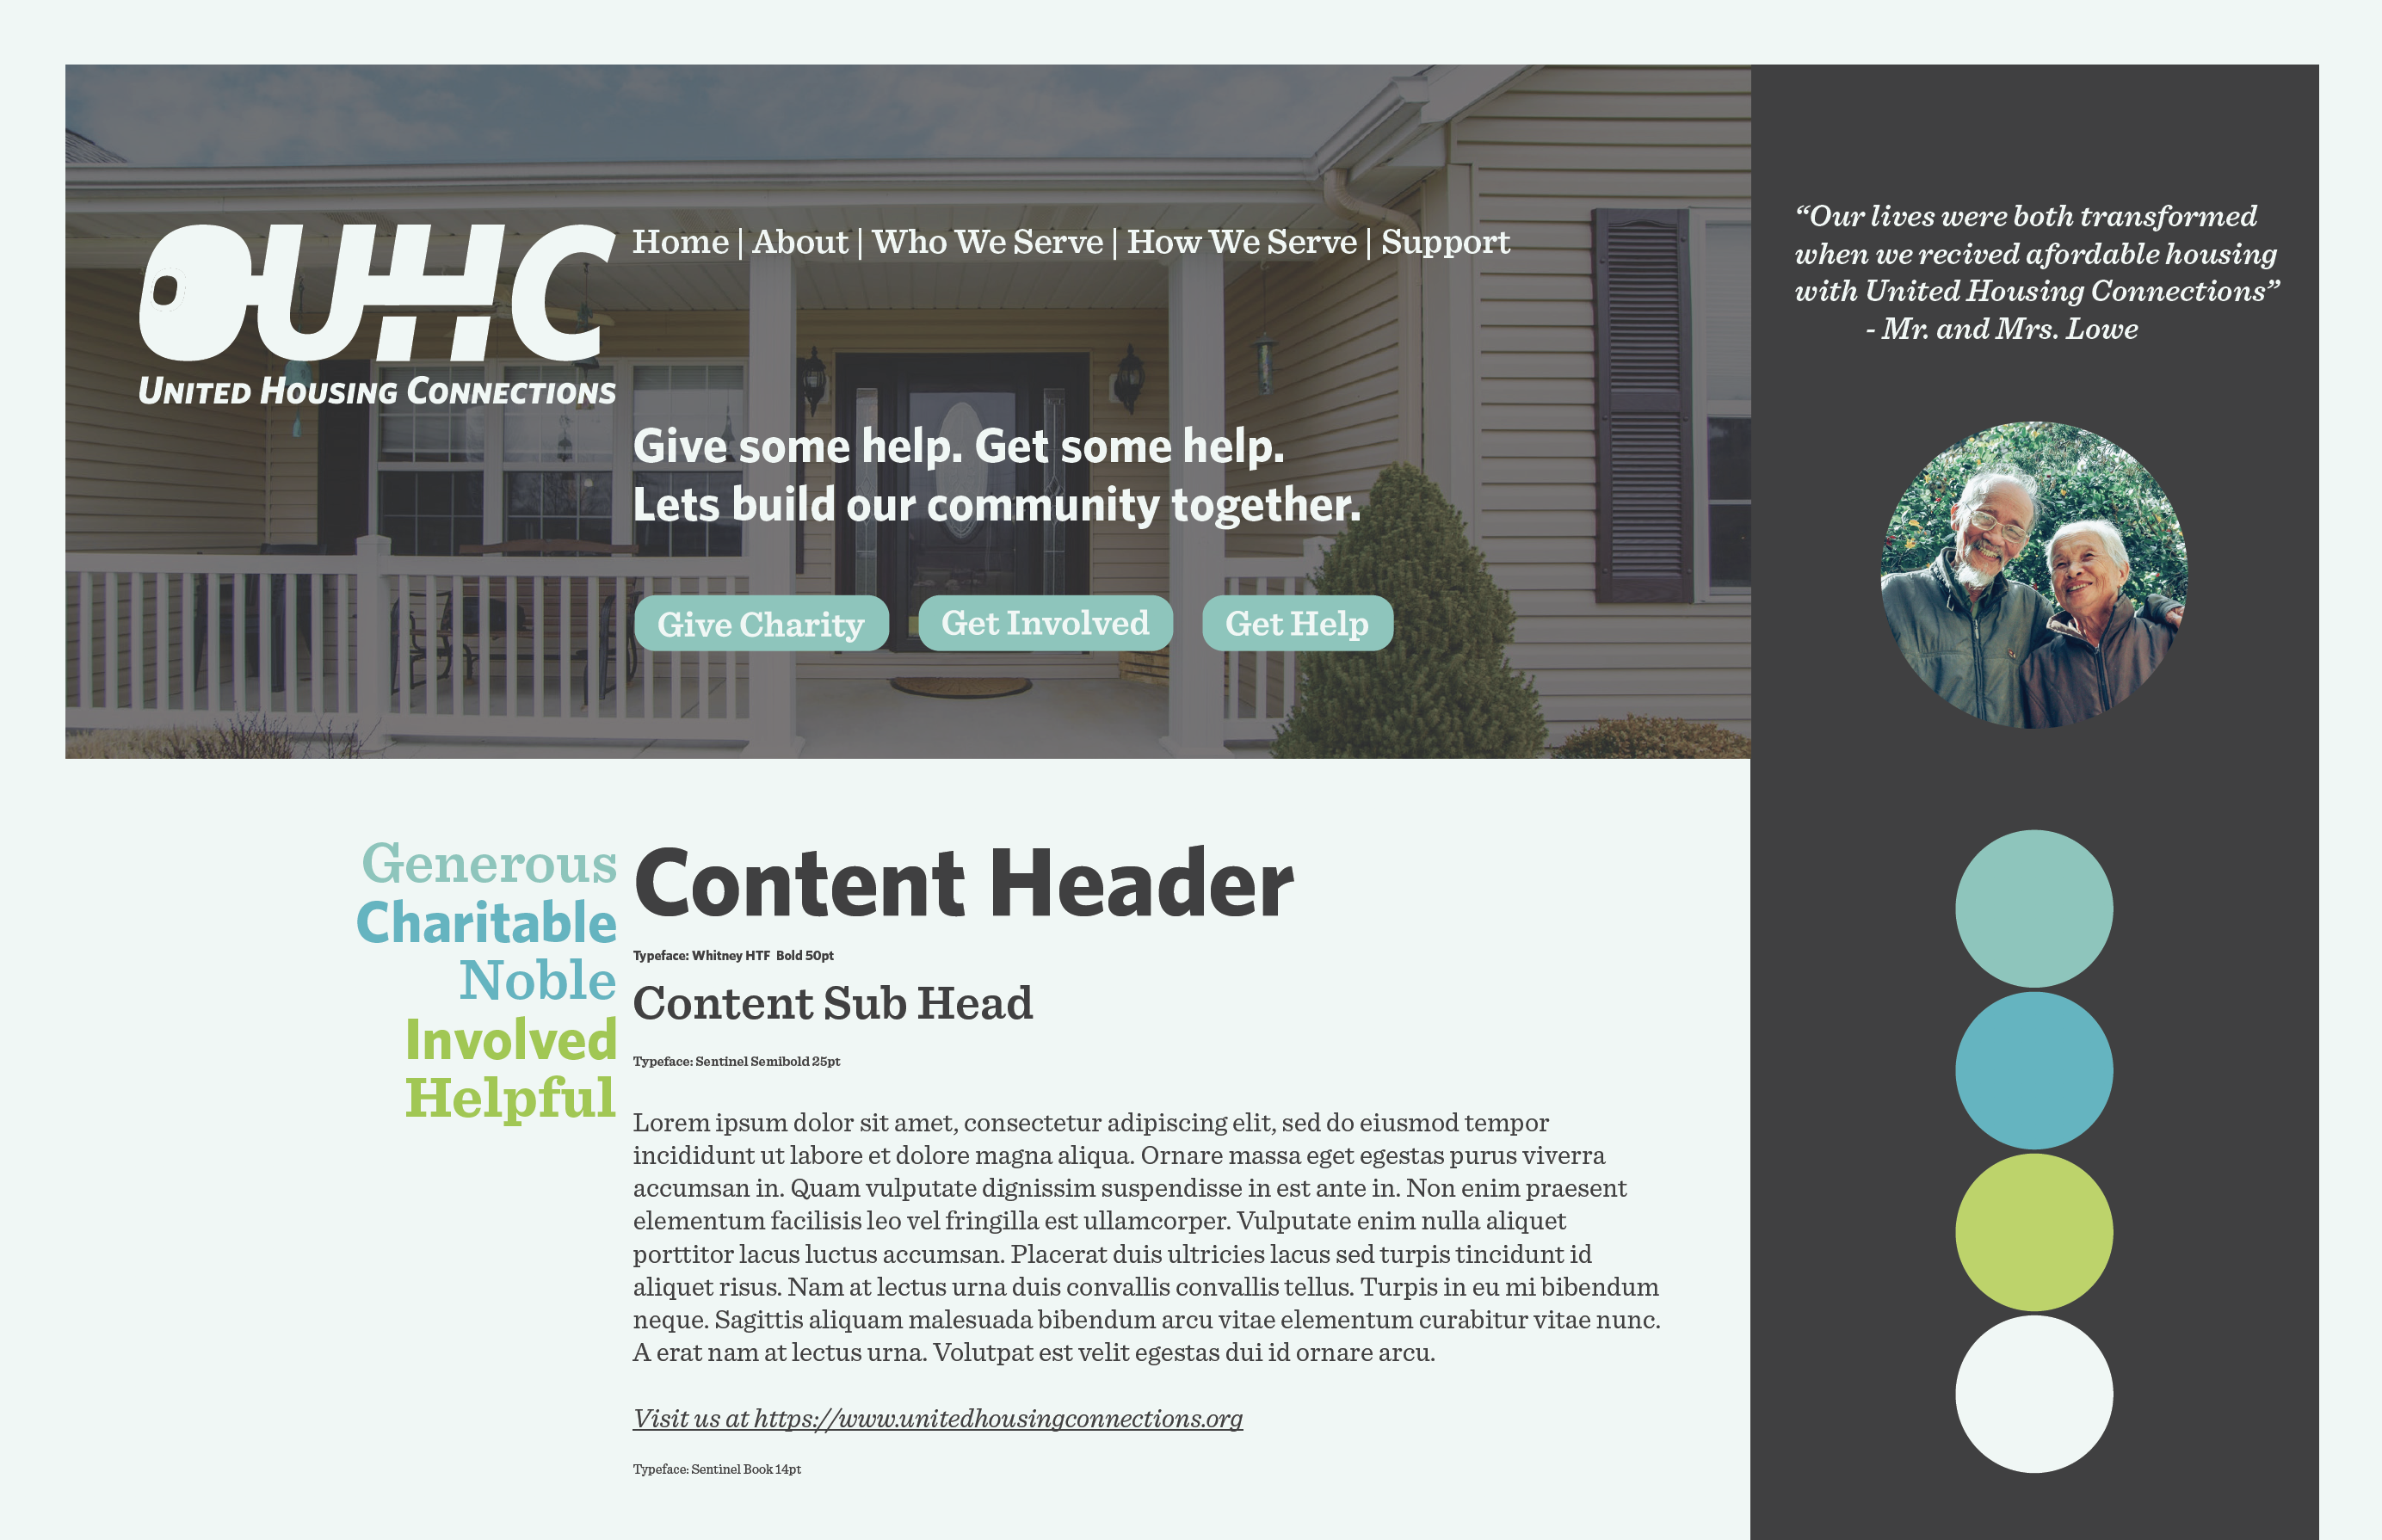 UHC
UNITED HOUSING CONNECTIONS
Home | About | Who We Serve | How We Serve | Support
Give some help. Get some help.
Lets build our community together.
Give Charity
Get Involved
Get Help
“Our lives were both transformed
when we recived afordable housing
with United Housing Connections”
- Mr. and Mrs. Lowe
Generous
Charitable
Noble
Involved
Helpful
Content Header
Typeface: Whitney HTF Bold 50pt
Content Sub Head
Typeface: Sentinel Semibold 25pt
Lorem ipsum dolor sit amet, consectetur adipiscing elit, sed do eiusmod tempor
incididunt ut labore et dolore magna aliqua. Ornare massa eget egestas purus viverra
accumsan in. Quam vulputate dignissim suspendisse in est ante in. Non enim praesent
elementum facilisis leo vel fringilla est ullamcorper. Vulputate enim nulla aliquet
porttitor lacus luctus accumsan. Placerat duis ultricies lacus sed turpis tincidunt id
aliquet risus. Nam at lectus urna duis convallis convallis tellus. Turpis in eu mi bibendum
neque. Sagittis aliquam malesuada bibendum arcu vitae elementum curabitur vitae nunc.
A erat nam at lectus urna. Volutpat est velit egestas dui id ornare arcu.
Visit us at https://www.unitedhousingconnections.org
Typeface: Sentinel Book 14pt